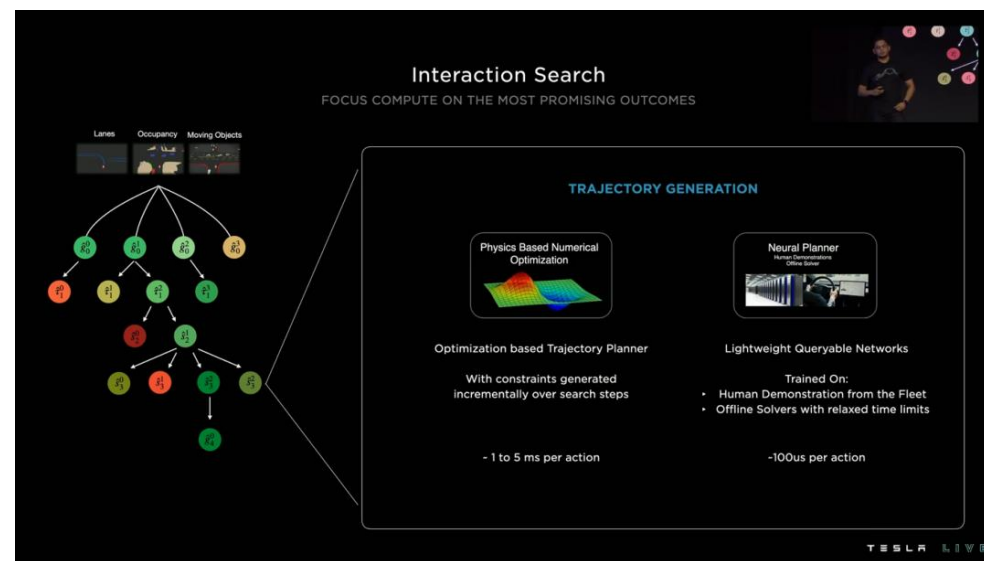 Interaction Search
FOCUS COMPUTE ON THE MOST PROMISING OUTCOMES
Lanes Occupancy Moving Objects
TRAJECTORY GENERATION
Physics Based Numerical
Optimization
Neural Planner
Human Demonstrations
Offline Solver
Optimization based Trajectory Planner
With constraints generated
incrementally over search steps
~ 1 to 5 ms per action
Lightweight Queryable Networks
Trained On:
‣ Human Demonstration from the Fleet
‣ Offline Solvers with relaxed time limits
~100us per action
TESLA LIVE